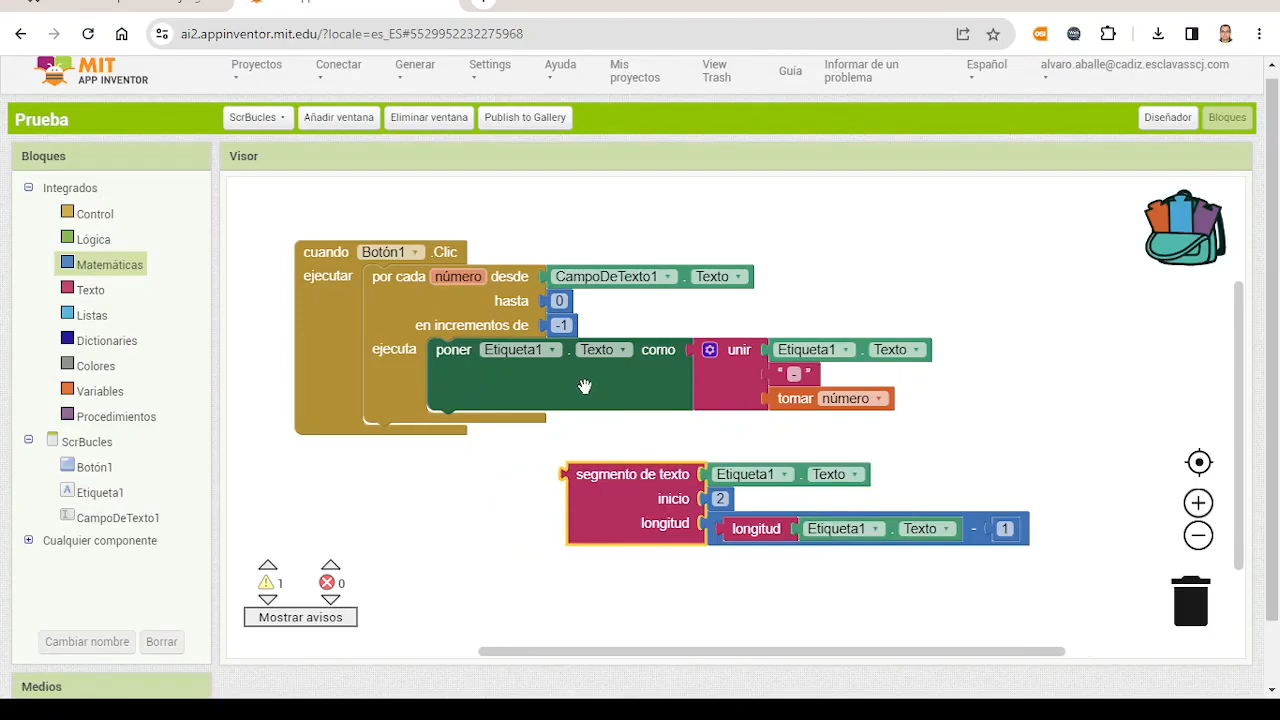 ai2.appinventor.mit.edu/?locale=es_ES#5529952232275968
MIT
APP INVENTOR
Proyectos
Conectar
Generar
Settings
Ayuda
Mis proyectos
View Trash
Guía
Informar de un problema
Español
alvaro.aballe@cadiz.esclavasscj.com
Prueba
ScrBucles
Añadir ventana
Eliminar ventana
Publish to Gallery
Diseñador
Bloques
Bloques
Visor
Integrados
Control
Lógica
Matemáticas
Texto
Listas
Dictionaries
Colores
Variables
Procedimientos
ScrBucles
Botón1
Etiqueta1
CampoDeTexto1
Cualquier componente
Cambiar nombre
Borrar
Medios
cuando Botón1 .Clic
ejecutar por cada número desde CampoDeTexto1 . Texto
hasta 0
en incrementos de -1
ejecuta poner Etiqueta1 . Texto como unir Etiqueta1 . Texto
" - "
tomar número
segmento de texto Etiqueta1 . Texto
inicio 2
longitud longitud Etiqueta1 . Texto - 1
1
0
Mostrar avisos